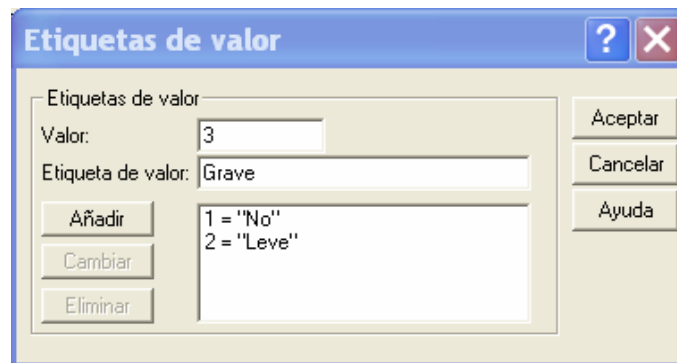 Etiquetas de valor
Etiquetas de valor
Valor: 3
Etiqueta de valor: Grave
Añadir
Cambiar
Eliminar
1 = "No"
2 = "Leve"
Aceptar
Cancelar
Ayuda